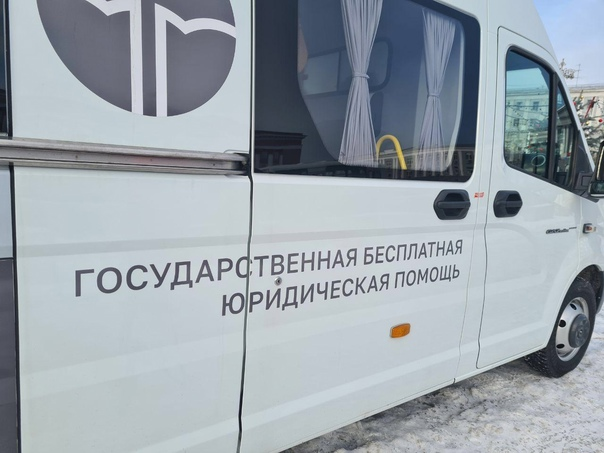 ГОСУДАРСТВЕННАЯ БЕСПЛАТНАЯ
ЮРИДИЧЕСКАЯ ПОМОЩЬ